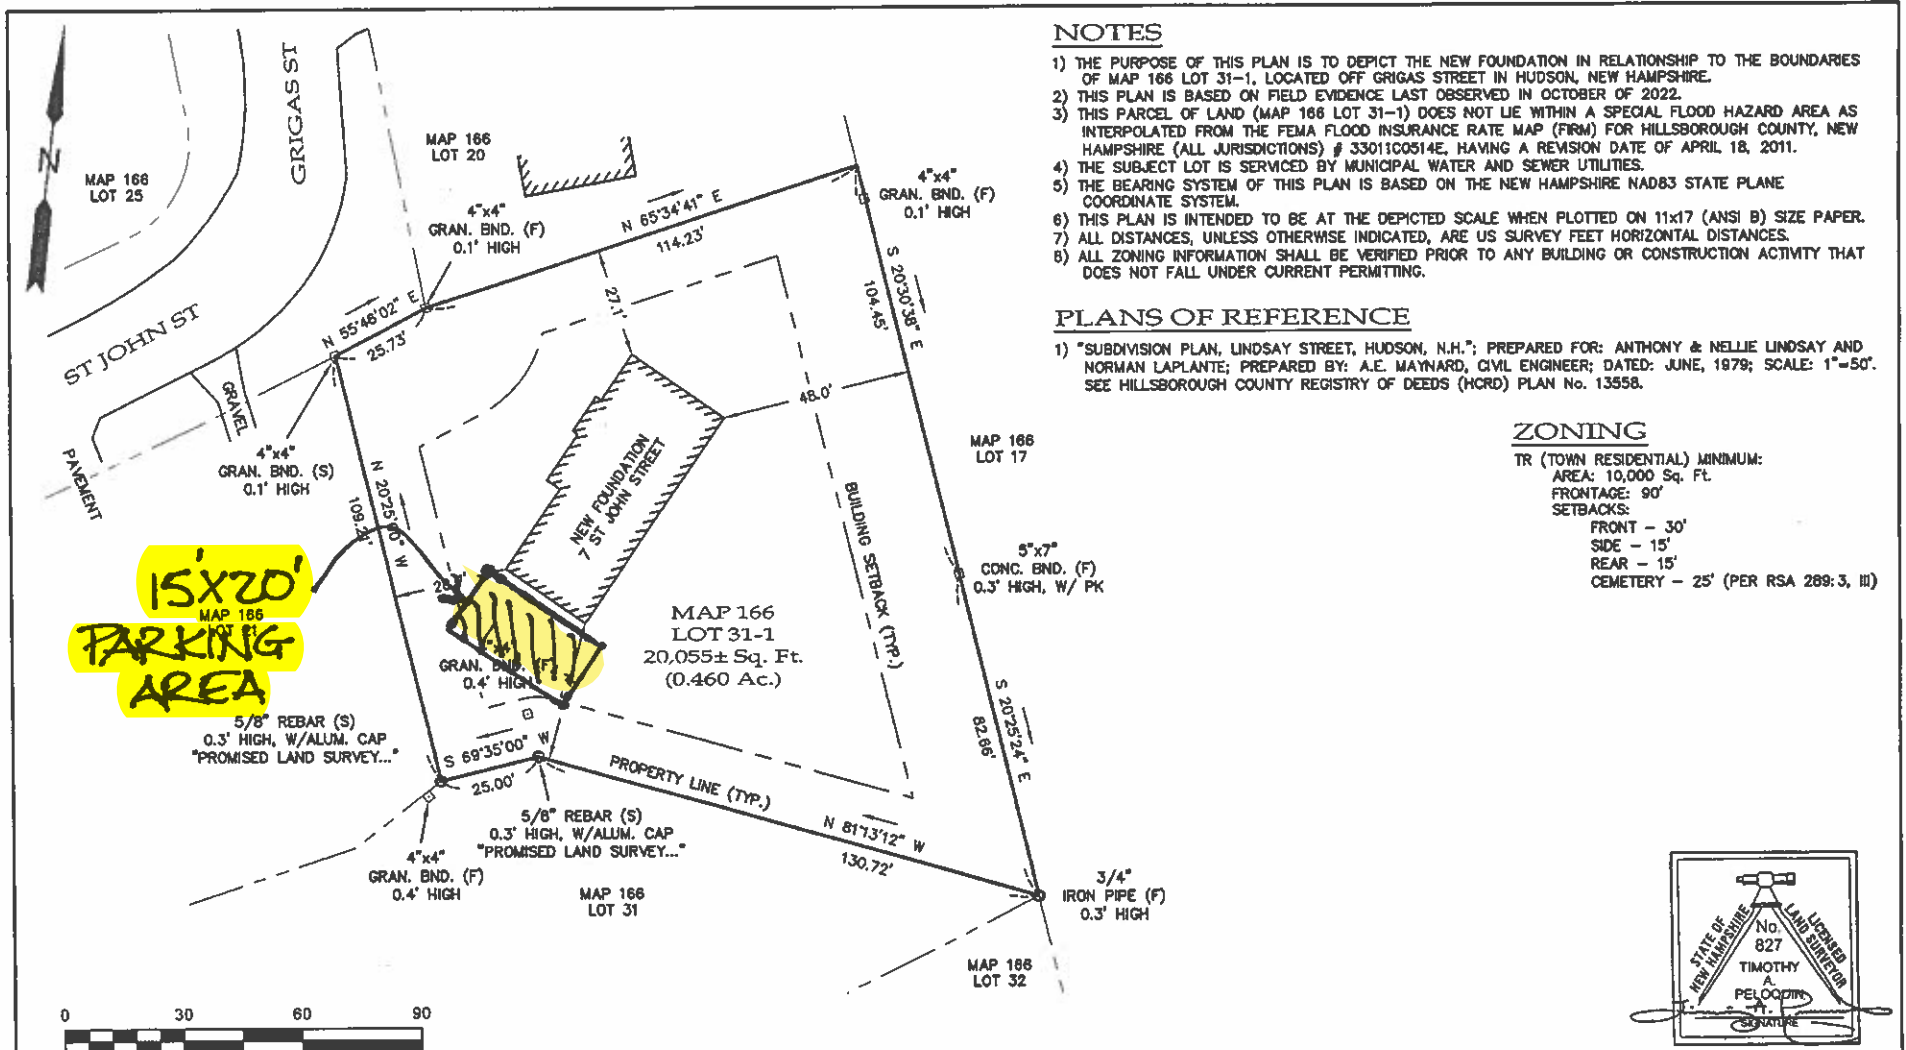 NOTES
1) THE PURPOSE OF THIS PLAN IS TO DEPICT THE NEW FOUNDATION IN RELATIONSHIP TO THE BOUNDARIES
OF MAP 166 LOT 31-1, LOCATED OFF GRIGAS STREET IN HUDSON, NEW HAMPSHIRE.
2) THIS PLAN IS BASED ON FIELD EVIDENCE LAST OBSERVED IN OCTOBER OF 2022.
3) THIS PARCEL OF LAND (MAP 166 LOT 31-1) DOES NOT LIE WITHIN A SPECIAL FLOOD HAZARD AREA AS
INTERPOLATED FROM THE FEMA FLOOD INSURANCE RATE MAP (FIRM) FOR HILLSBOROUGH COUNTY, NEW
HAMPSHIRE (ALL JURISDICTIONS) # 33011C0514E, HAVING A REVISION DATE OF APRIL 18, 2011.
4) THE SUBJECT LOT IS SERVICED BY MUNICIPAL WATER AND SEWER UTILITIES.
5) THE BEARING SYSTEM OF THIS PLAN IS BASED ON THE NEW HAMPSHIRE NAD83 STATE PLANE
COORDINATE SYSTEM.
6) THIS PLAN IS INTENDED TO BE AT THE DEPICTED SCALE WHEN PLOTTED ON 11x17 (ANSI B) SIZE PAPER.
7) ALL DISTANCES, UNLESS OTHERWISE INDICATED, ARE US SURVEY FEET HORIZONTAL DISTANCES.
8) ALL ZONING INFORMATION SHALL BE VERIFIED PRIOR TO ANY BUILDING OR CONSTRUCTION ACTIVITY THAT
DOES NOT FALL UNDER CURRENT PERMITTING.
PLANS OF REFERENCE
1) "SUBDIVISION PLAN, LINDSAY STREET, HUDSON, N.H."; PREPARED FOR: ANTHONY & NELLIE LINDSAY AND
NORMAN LAPLANTE; PREPARED BY: A.E. MAYNARD, CIVIL ENGINEER; DATED: JUNE, 1979; SCALE: 1"=50'.
SEE HILLSBOROUGH COUNTY REGISTRY OF DEEDS (HCRD) PLAN No. 13558.
ZONING
TR (TOWN RESIDENTIAL) MINIMUM:
AREA: 10,000 Sq. Ft.
FRONTAGE: 90'
SETBACKS:
FRONT - 30'
SIDE - 15'
REAR - 15'
CEMETERY - 25' (PER RSA 289:3, III)
N
MAP 166
LOT 25
GRIGAS ST
ST JOHN ST
MAP 166
LOT 20
4"x4"
GRAN. BND. (F)
0.1' HIGH
N 65°34'41" E
114.23'
4"x4"
GRAN. BND. (F)
0.1' HIGH
N 55°46'02" E
25.73'
GRAVEL
PAVEMENT
4"x4"
GRAN. BND. (S)
0.1' HIGH
27.1'
S 20°30'38" E
104.45'
48.0'
MAP 166
LOT 17
N 20°25'00" W
NEW FOUNDATION
7 ST JOHN STREET
BUILDING SETBACK (TYP.)
5"x7"
CONC. BND. (F)
0.3' HIGH, W/ PK
15'X20'
PARKING
AREA
MAP 166
MAP 166
LOT 31-1
20,055± Sq. Ft.
(0.460 Ac.)
GRAN. BND. (F)
0.4' HIGH
5/8" REBAR (S)
0.3' HIGH, W/ALUM. CAP
"PROMISED LAND SURVEY..."
S 69°35'00" W
25.00'
PROPERTY LINE (TYP.)
S 20°25'24" E
82.66'
5/8" REBAR (S)
0.3' HIGH, W/ALUM. CAP
"PROMISED LAND SURVEY..."
N 81°13'12" W
130.72'
4"x4"
GRAN. BND. (F)
0.4' HIGH
MAP 166
LOT 31
3/4"
IRON PIPE (F)
0.3' HIGH
MAP 166
LOT 32
0 30 60 90
STATE OF
NEW HAMPSHIRE
LICENSED
LAND SURVEYOR
No.
827
TIMOTHY
A.
PELOQUIN
SIGNATURE